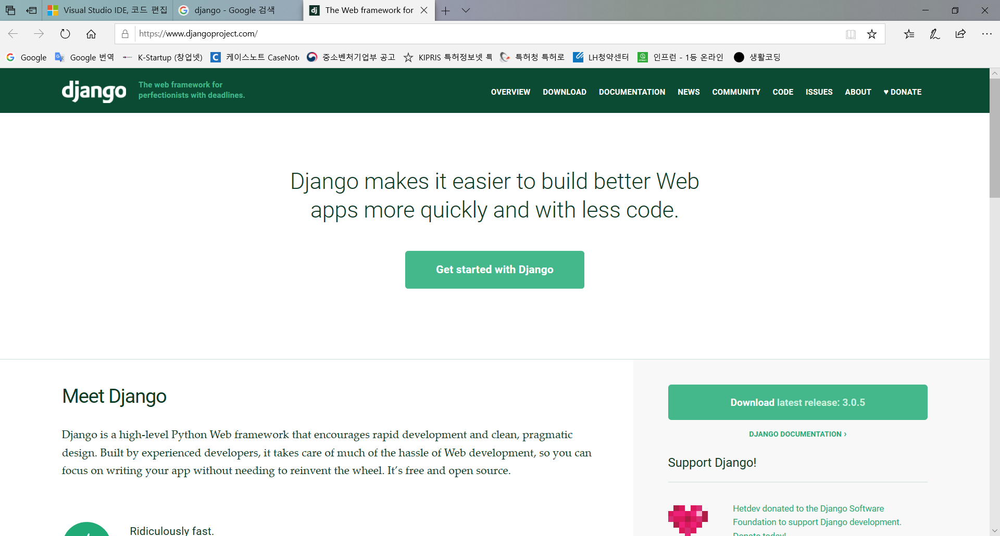 Visual Studio IDE, 코드 편집
django - Google 검색
The Web framework for
https://www.djangoproject.com/
Google
Google 번역
K-Startup (창업넷)
케이스노트 CaseNote
중소벤처기업부 공고
KIPRIS 특허정보넷 특
특허청 특허로
LH청약센터
인프런 - 1등 온라인
생활코딩
django
The web framework for
perfectionists with deadlines.
OVERVIEW DOWNLOAD DOCUMENTATION NEWS COMMUNITY CODE ISSUES ABOUT ♥ DONATE
Django makes it easier to build better Web
apps more quickly and with less code.
Get started with Django
Meet Django
Django is a high-level Python Web framework that encourages rapid development and clean, pragmatic
design. Built by experienced developers, it takes care of much of the hassle of Web development, so you can
focus on writing your app without needing to reinvent the wheel. It’s free and open source.
Ridiculously fast.
Download latest release: 3.0.5
DJANGO DOCUMENTATION ›
Support Django!
Hetdev donated to the Django Software
Foundation to support Django development.
Donate today!